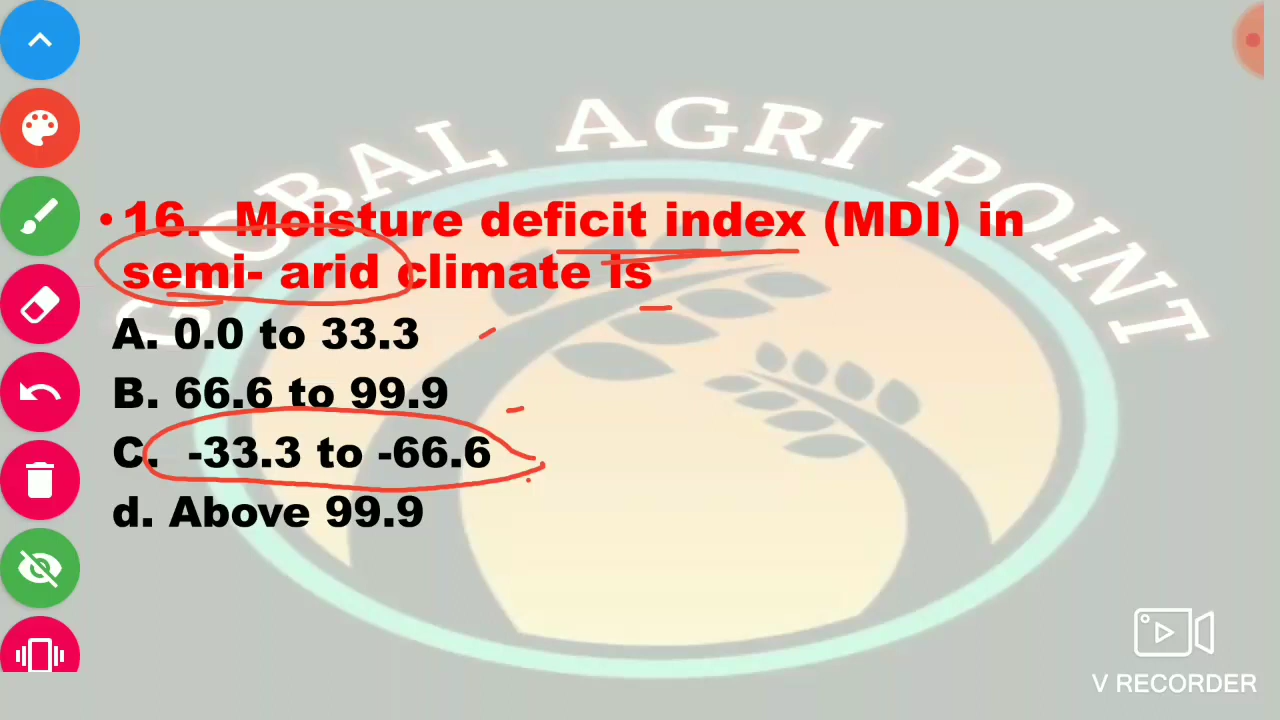 GLOBAL AGRI POINT
• 16. Moisture deficit index (MDI) in
semi- arid climate is
A. 0.0 to 33.3
B. 66.6 to 99.9
C. -33.3 to -66.6
d. Above 99.9
V RECORDER